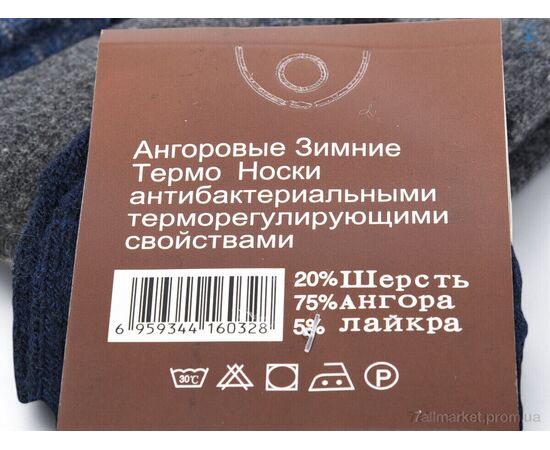 Ангоровые Зимние
Термо Носки
антибактериальными
терморегулирующими
свойствами
20% Шерсть
75% Ангора
5% лайкра
6 959344 160328
30°C
P
7allmarket.prom.ua